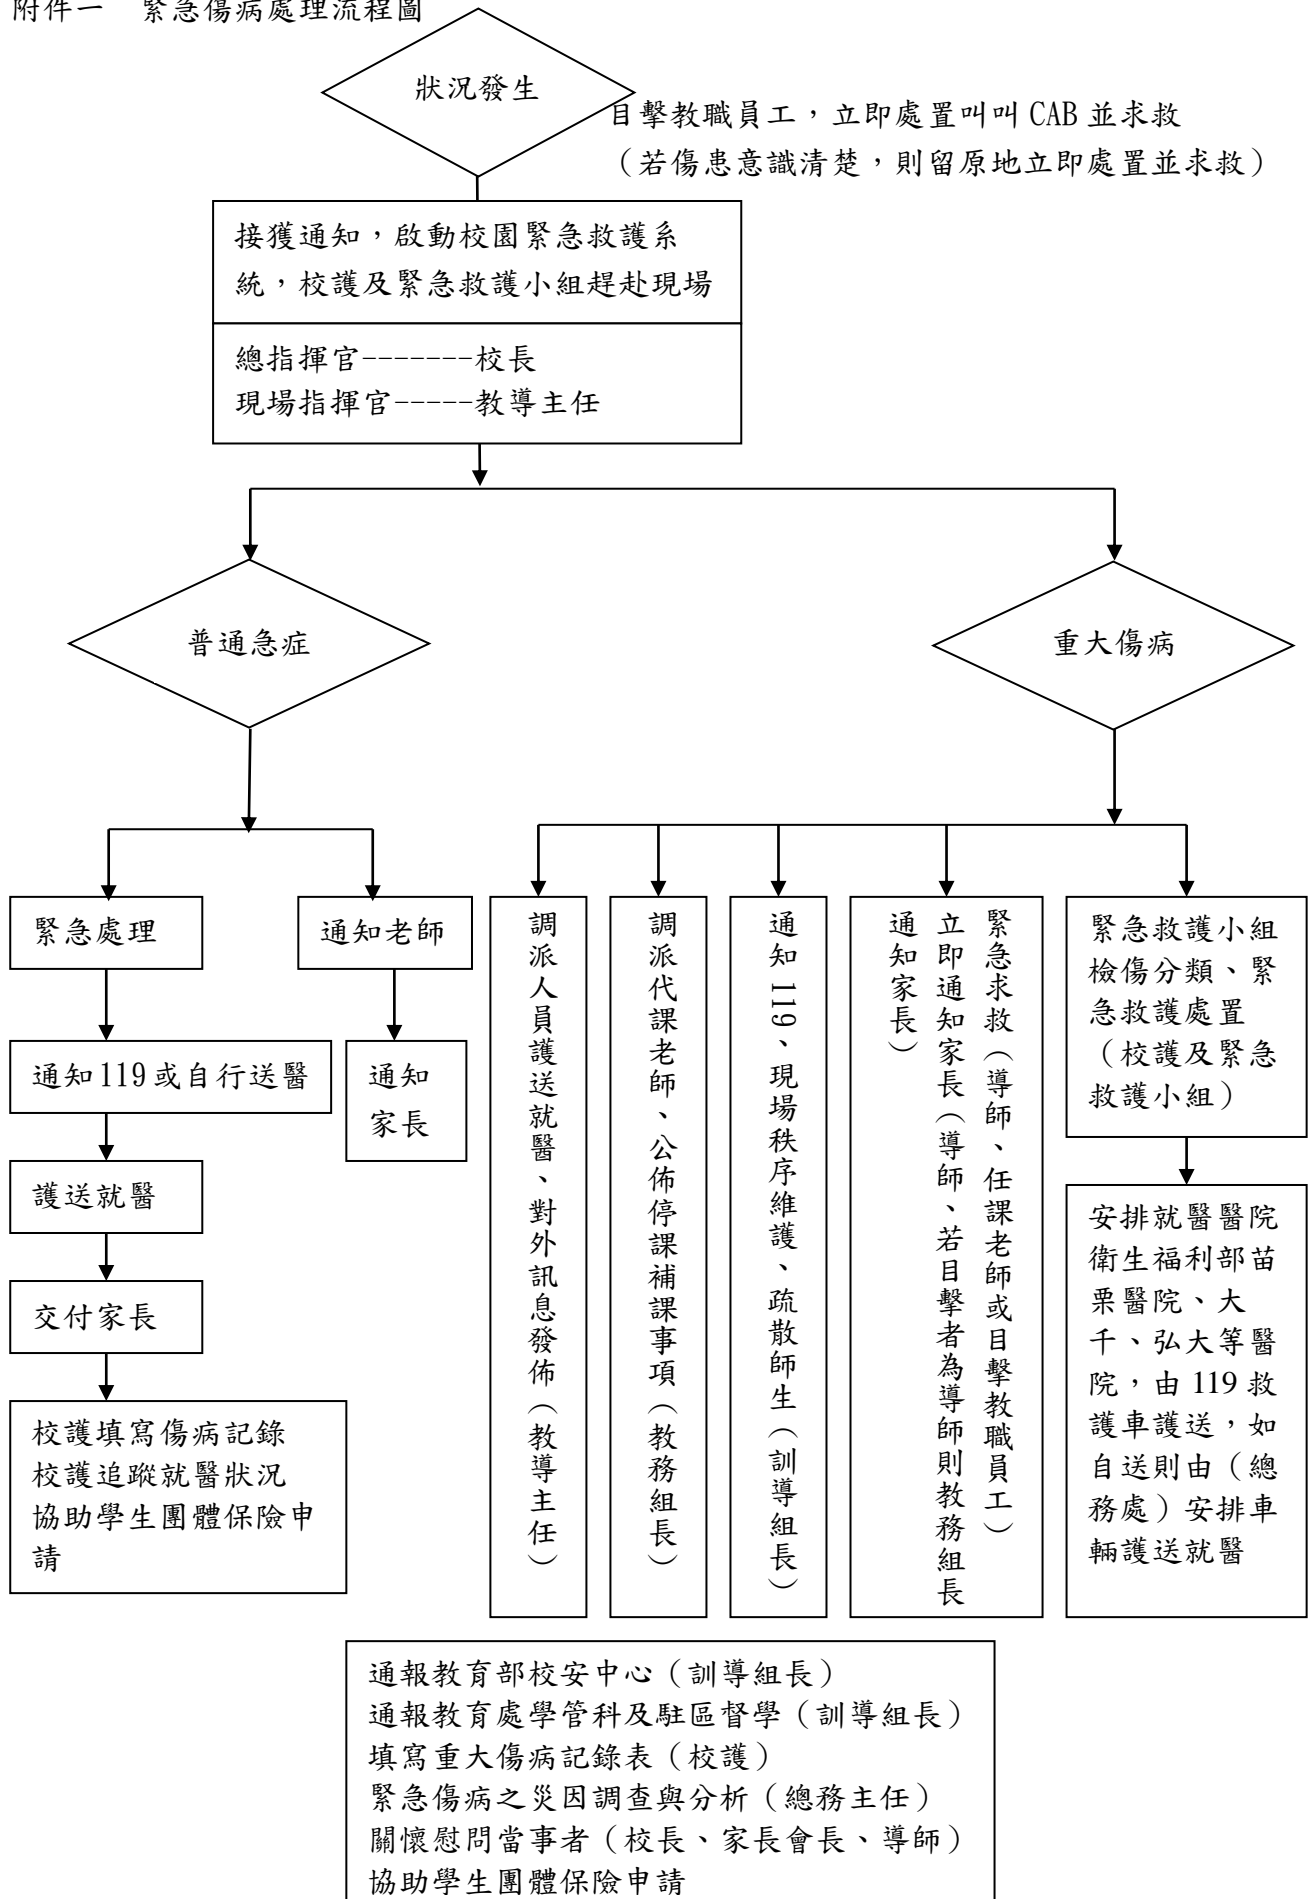 附件一　緊急傷病處理流程圖
狀況發生
目擊教職員工，立即處置叫叫 CAB 並求救
（若傷患意識清楚，則留原地立即處置並求救）
接獲通知，啟動校園緊急救護系
統，校護及緊急救護小組趕赴現場
總指揮官-------校長
現場指揮官-----教導主任
普通急症
重大傷病
緊急處理
通知老師
通知119或自行送醫
通知
家長
護送就醫
交付家長
校護填寫傷病記錄
校護追蹤就醫狀況
協助學生團體保險申
請
調派人員護送就醫、對外訊息發佈（教導主任）
調派代課老師、公佈停課補課事項（教務組長）
通知 119、現場秩序維護、疏散師生（訓導組長）
緊急求救（導師、任課老師或目擊教職員工）
立即通知家長（導師、若目擊者為導師則教務組長
通知家長）
緊急救護小組
檢傷分類、緊
急救護處置
（校護及緊急
救護小組）
安排就醫醫院
衛生福利部苗
栗醫院、大
千、弘大等醫
院，由 119 救
護車護送，如
自送則由（總
務處）安排車
輛護送就醫
通報教育部校安中心（訓導組長）
通報教育處學管科及駐區督學（訓導組長）
填寫重大傷病記錄表（校護）
緊急傷病之災因調查與分析（總務主任）
關懷慰問當事者（校長、家長會長、導師）
協助學生團體保險申請